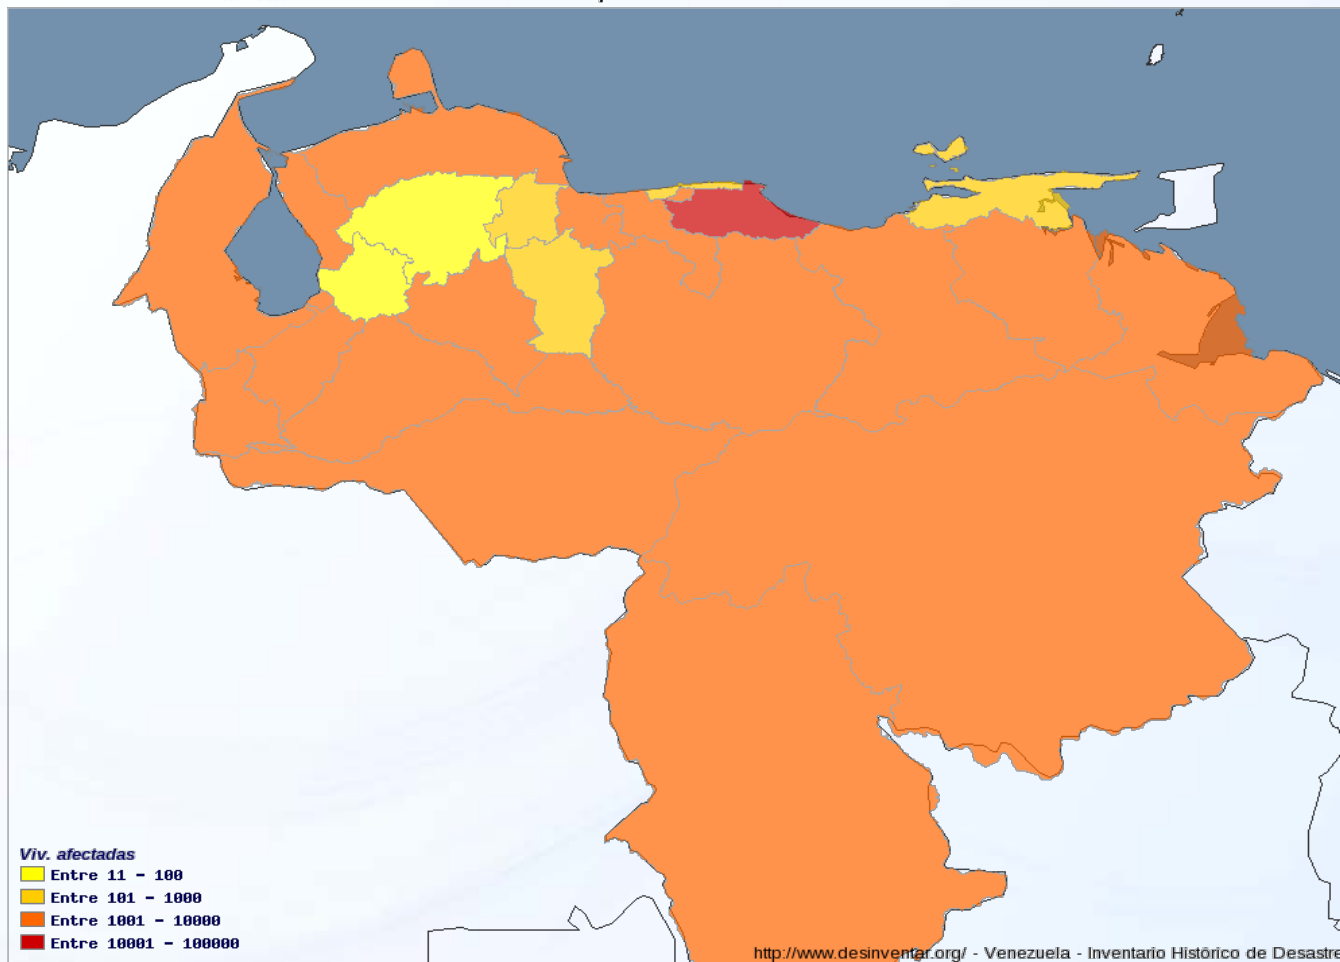 Viv. afectadas
Entre 11 - 100
Entre 101 - 1000
Entre 1001 - 10000
Entre 10001 - 100000
http://www.desinventar.org/ - Venezuela - Inventario Histórico de Desastre